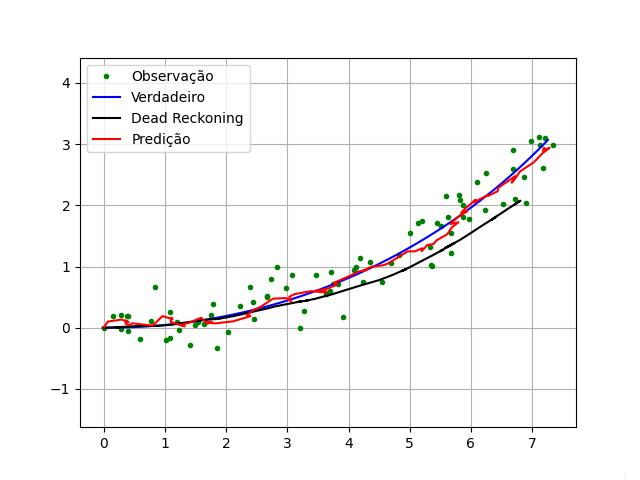 Observação
Verdadeiro
Dead Reckoning
Predição
4
3
2
1
0
−1
0 1 2 3 4 5 6 7